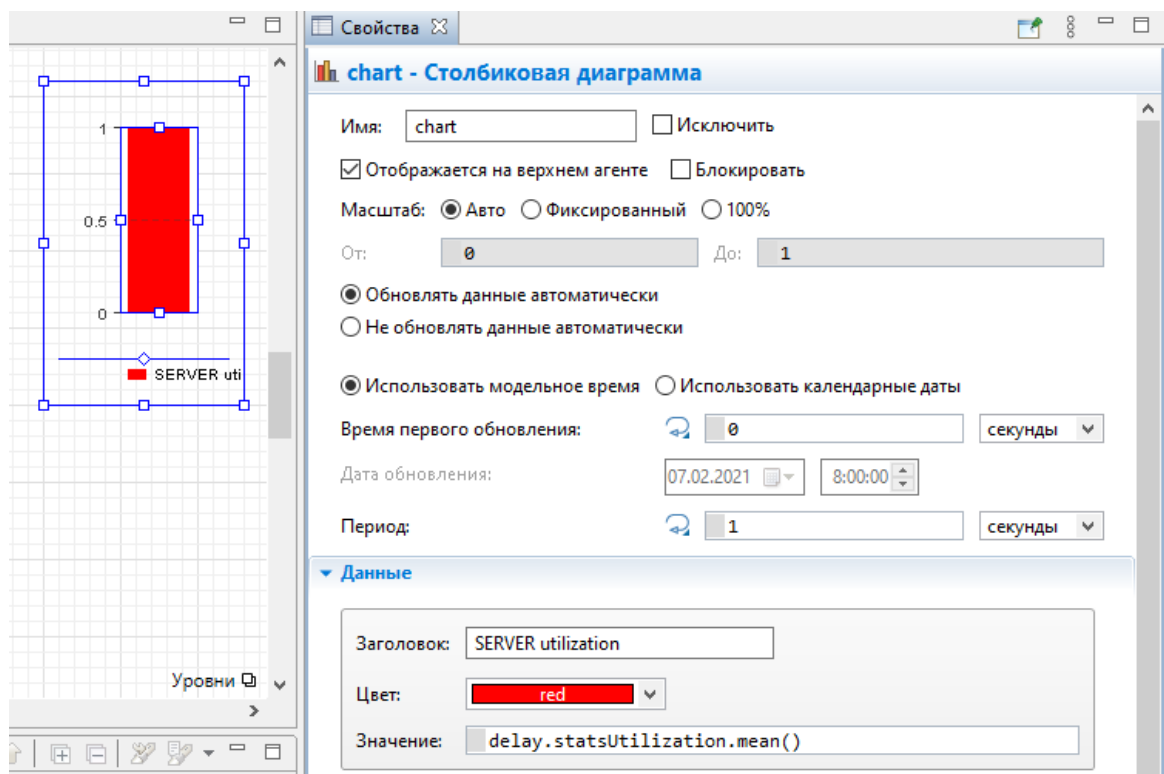 Свойства
chart - Столбиковая диаграмма
Имя: chart Исключить
Отображается на верхнем агенте Блокировать
Масштаб: Авто Фиксированный 100%
От: 0 До: 1
Обновлять данные автоматически
Не обновлять данные автоматически
Использовать модельное время Использовать календарные даты
Время первого обновления: 0 секунды
Дата обновления: 07.02.2021 8:00:00
Период: 1 секунды
Данные
Заголовок: SERVER utilization
Цвет: red
Значение: delay.statsUtilization.mean()
1
0.5
0
SERVER uti
Уровни